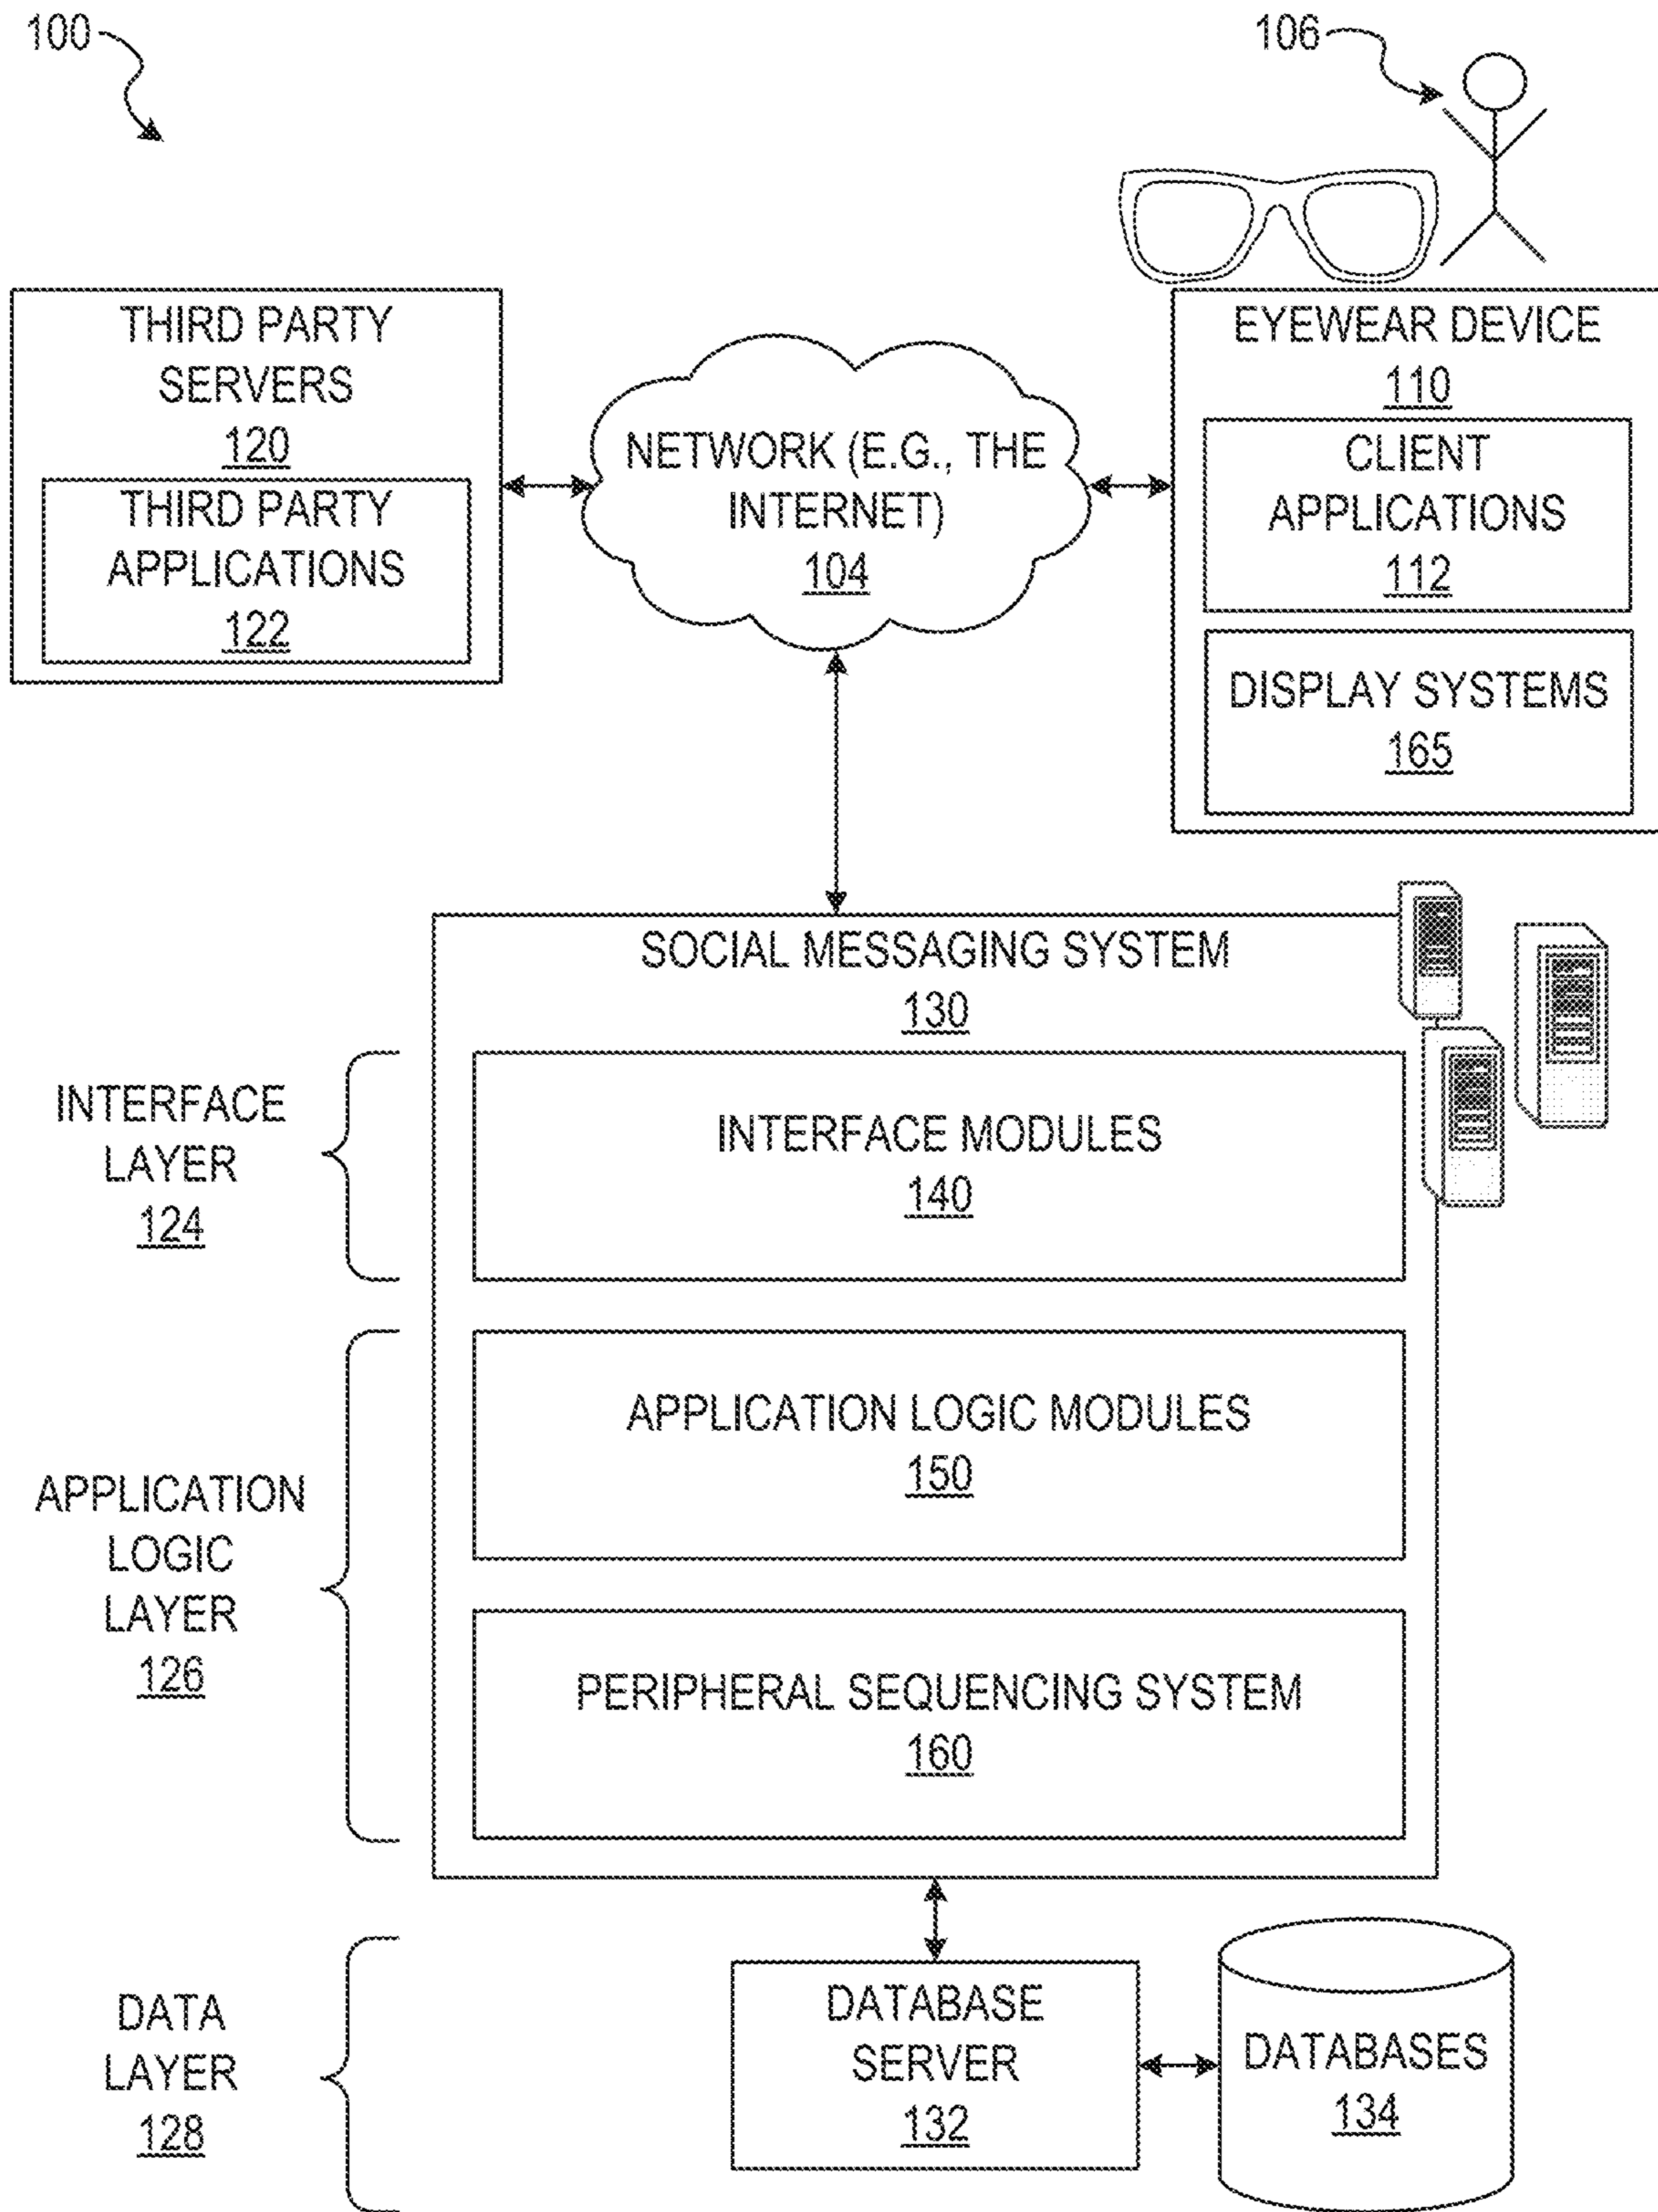 100
106
THIRD PARTY
SERVERS
120
THIRD PARTY
APPLICATIONS
122
NETWORK (E.G., THE
INTERNET)
104
EYEWEAR DEVICE
110
CLIENT
APPLICATIONS
112
DISPLAY SYSTEMS
165
SOCIAL MESSAGING SYSTEM
130
INTERFACE
LAYER
124
INTERFACE MODULES
140
APPLICATION
LOGIC
LAYER
126
APPLICATION LOGIC MODULES
150
PERIPHERAL SEQUENCING SYSTEM
160
DATA
LAYER
128
DATABASE
SERVER
132
DATABASES
134